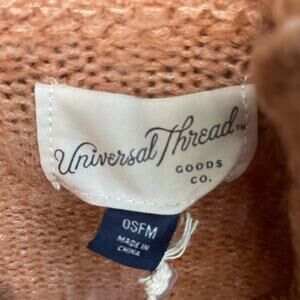 Universal Thread™
GOODS
CO.
OSFM
MADE IN
CHINA